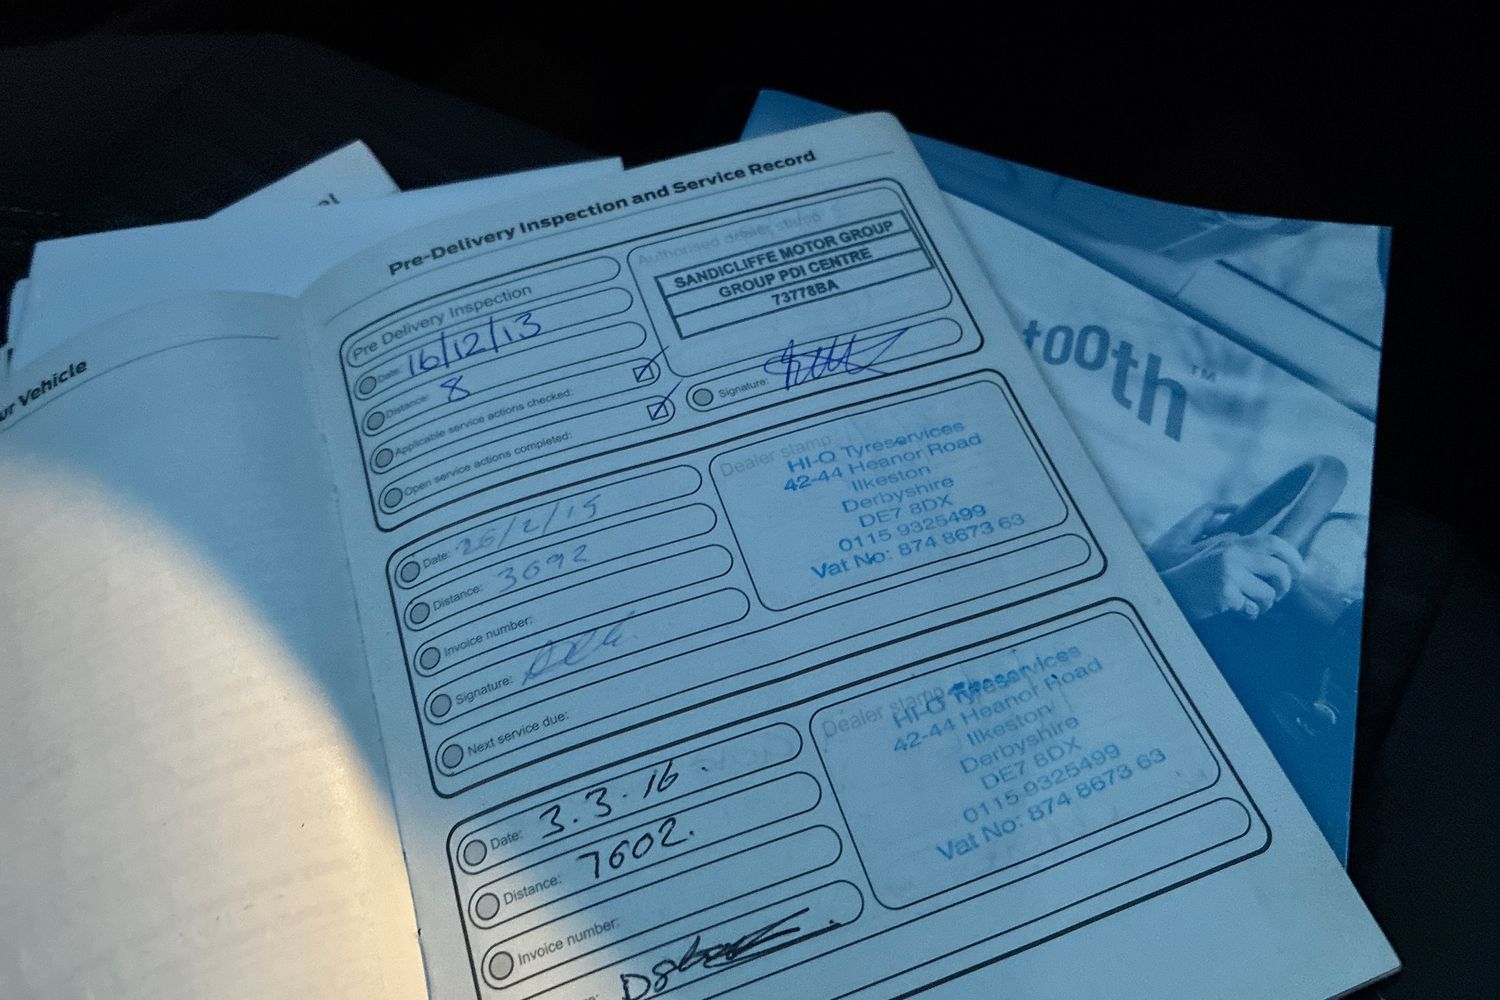 al
ur Vehicle
Pre-Delivery Inspection and Service Record
Pre Delivery Inspection
Date: 16/12/13
Distance: 8
Applicable service actions checked:
Open service actions completed:
Authorised dealer stamp
SANDICLIFFE MOTOR GROUP
GROUP PDI CENTRE
73778BA
Signature:
Date: 26/2/15
Distance: 3692
Invoice number:
Signature:
Next service due:
Dealer stamp
HI-Q Tyreservices
42-44 Heanor Road
Ilkeston
Derbyshire
DE7 8DX
0115 9325499
Vat No: 874 8673 63
Date: 3.3.16.
Distance: 7602.
Invoice number:
Dealer stamp
HI-Q Tyreservices
42-44 Heanor Road
Ilkeston
Derbyshire
DE7 8DX
0115 9325499
Vat No: 874 8673 63
tooth™